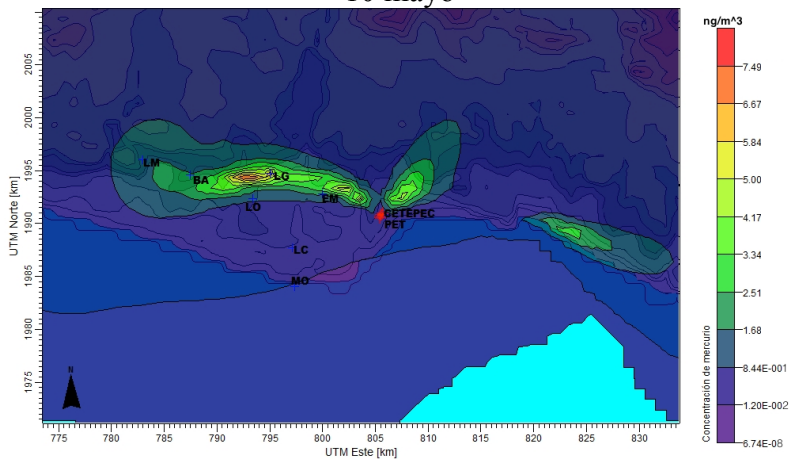 mayo
ng/m^3
7.49
6.67
5.84
5.00
4.17
3.34
2.51
1.68
8.44E-001
1.20E-002
6.74E-08
Concentración de mercurio
UTM Norte [km]
2005
2000
1995
1990
1985
1980
1975
LM
BA
LG
LO
EM
PET
LC
MO
N
775 780 785 790 795 800 805 810 815 820 825 830
UTM Este [km]